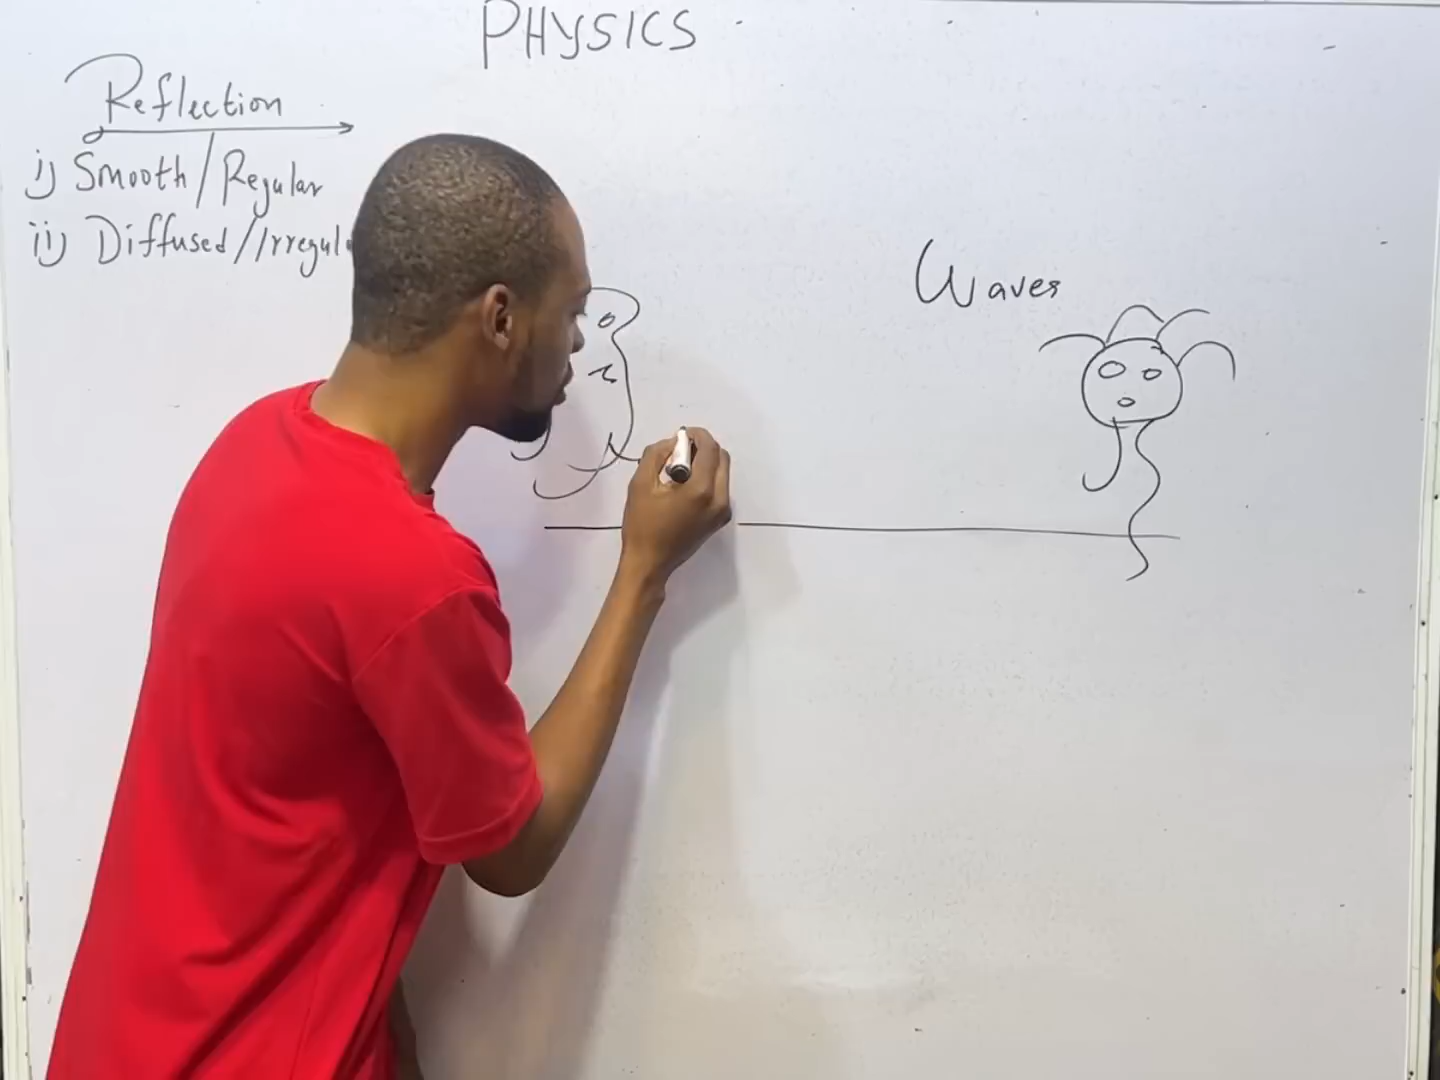 PHYSICS
Reflection
i) Smooth/Regular
ii) Diffused/Irregul
Waves